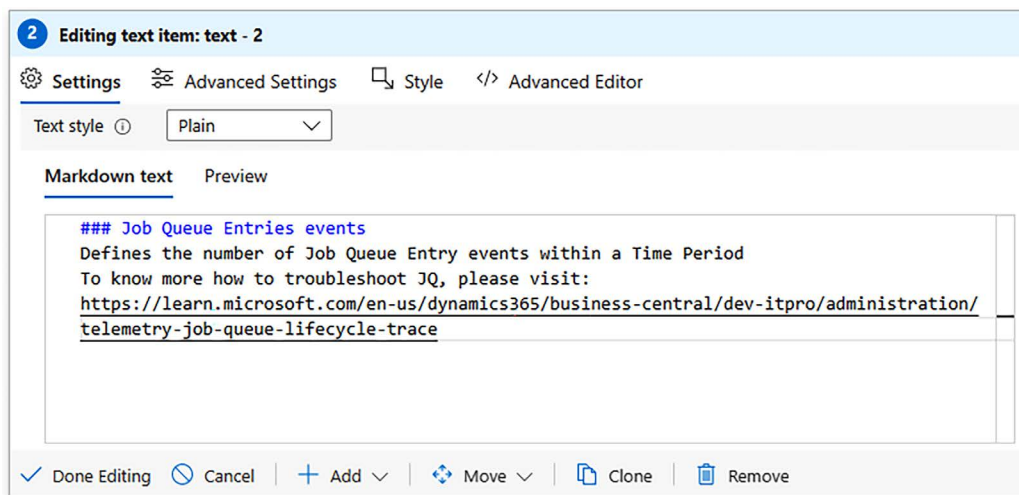 2 Editing text item: text - 2
Settings Advanced Settings Style </> Advanced Editor
Text style Plain
Markdown text Preview
### Job Queue Entries events
Defines the number of Job Queue Entry events within a Time Period
To know more how to troubleshoot JQ, please visit:
https://learn.microsoft.com/en-us/dynamics365/business-central/dev-itpro/administration/
telemetry-job-queue-lifecycle-trace
Done Editing Cancel Add Move Clone Remove